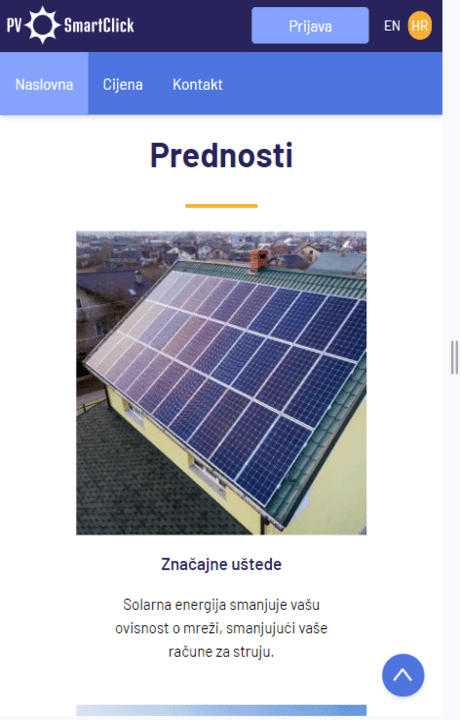 PV SmartClick
Prijava
EN HR
Naslovna Cijena Kontakt
Prednosti
Značajne uštede
Solarna energija smanjuje vašu
ovisnost o mreži, smanjujući vaše
račune za struju.